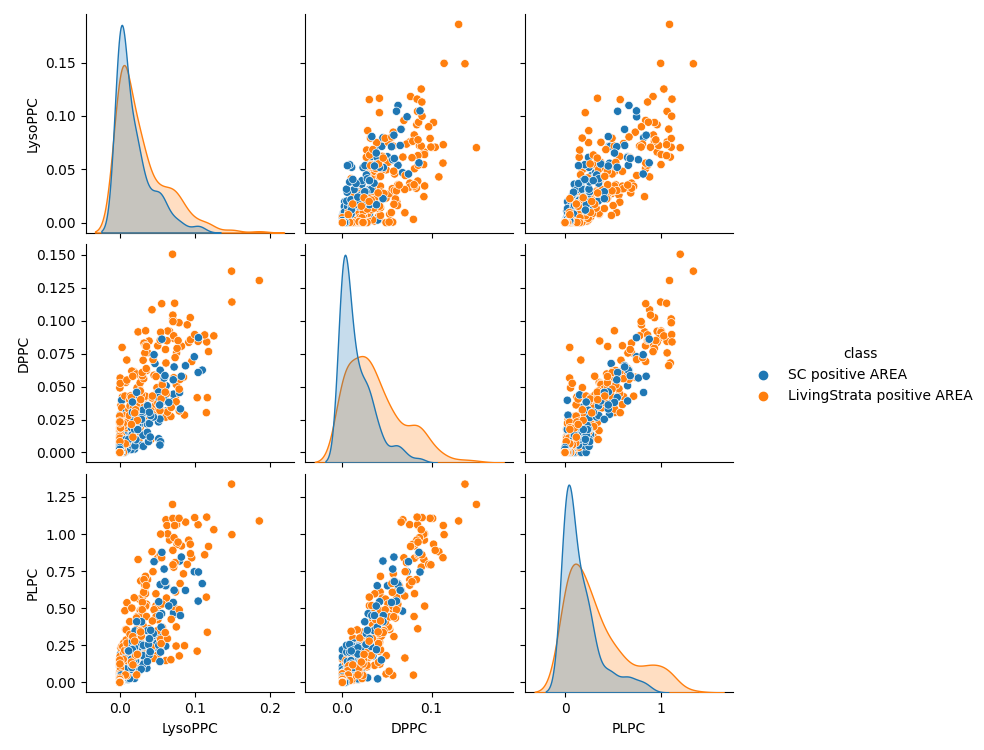 0.15
0.10
0.05
0.00
LysoPPC
0.150
0.125
0.100
0.075
0.050
0.025
0.000
DPPC
class
SC positive AREA
LivingStrata positive AREA
1.25
1.00
0.75
0.50
0.25
0.00
PLPC
0.0 0.1 0.2
LysoPPC
0.0 0.1
DPPC
0 1
PLPC